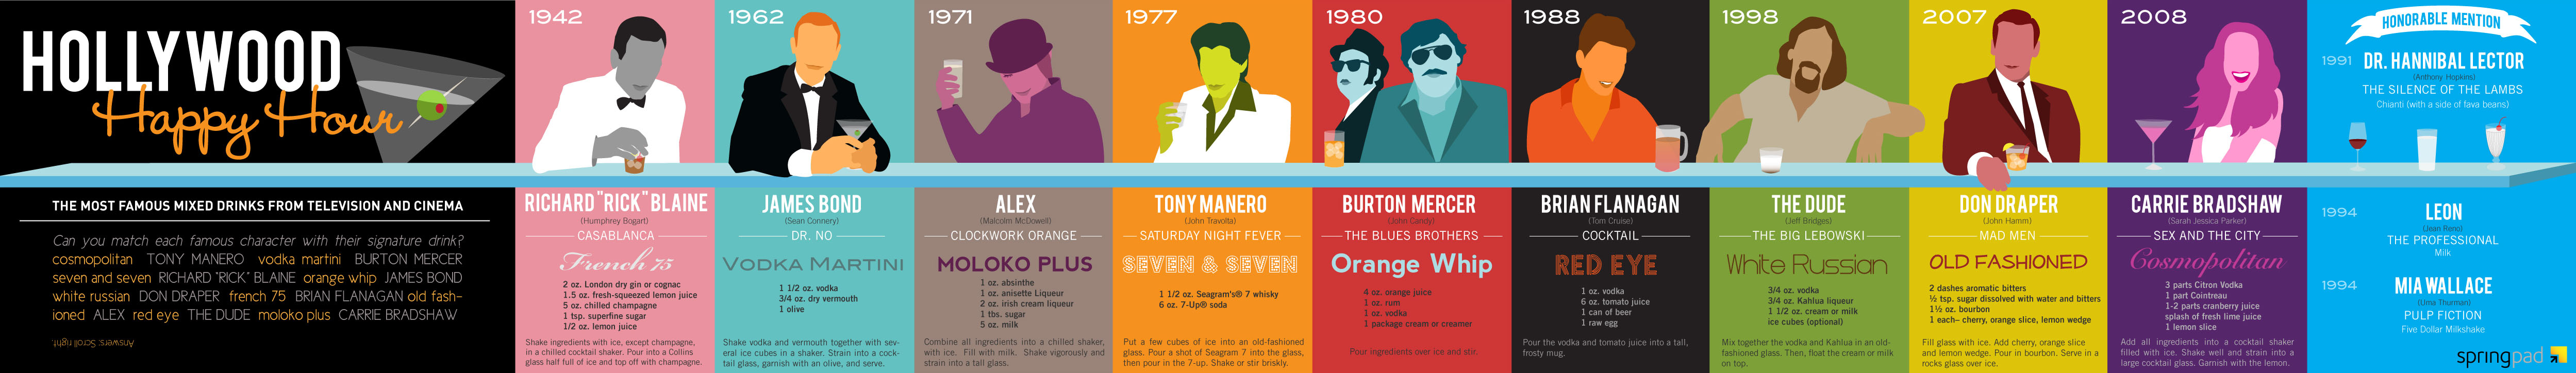 HOLLYWOOD
Happy Hour
THE MOST FAMOUS MIXED DRINKS FROM TELEVISION AND CINEMA
Can you match each famous character with their signature drink?
cosmopolitan TONY MANERO vodka martini BURTON MERCER
seven and seven RICHARD "RICK" BLAINE orange whip JAMES BOND
white russian DON DRAPER french 75 BRIAN FLANAGAN old fash-
ioned ALEX red eye THE DUDE moloko plus CARRIE BRADSHAW
Answers: Scroll right.
1942
RICHARD "RICK" BLAINE
(Humphrey Bogart)
CASABLANCA
French 75
2 oz. London dry gin or cognac
1.5 oz. fresh-squeezed lemon juice
5 oz. chilled champagne
1 tsp. superfine sugar
1/2 oz. lemon juice
Shake ingredients with ice, except champagne,
in a chilled cocktail shaker. Pour into a Collins
glass half full of ice and top off with champagne.
1962
JAMES BOND
(Sean Connery)
DR. NO
VODKA MARTINI
1 1/2 oz. vodka
3/4 oz. dry vermouth
1 olive
Shake vodka and vermouth together with sev-
eral ice cubes in a shaker. Strain into a cock-
tail glass, garnish with an olive, and serve.
1971
ALEX
(Malcolm McDowell)
CLOCKWORK ORANGE
MOLOKO PLUS
1 oz. absinthe
1 oz. anisette Liqueur
2 oz. irish cream liqueur
1 tbs. sugar
5 oz. milk
Combine all ingredients into a chilled shaker,
with ice. Fill with milk. Shake vigorously and
strain into a tall glass.
1977
TONY MANERO
(John Travolta)
SATURDAY NIGHT FEVER
SEVEN & SEVEN
1 1/2 oz. Seagram's® 7 whisky
6 oz. 7-Up® soda
Put a few cubes of ice into an old-fashioned
glass. Pour a shot of Seagram 7 into the glass,
then pour in the 7-up. Shake or stir briskly.
1980
BURTON MERCER
(John Candy)
THE BLUES BROTHERS
Orange Whip
4 oz. orange juice
1 oz. rum
1 oz. vodka
1 package cream or creamer
Pour ingredients over ice and stir.
1988
BRIAN FLANAGAN
(Tom Cruise)
COCKTAIL
RED EYE
1 oz. vodka
6 oz. tomato juice
1 can of beer
1 raw egg
Pour the vodka and tomato juice into a tall,
frosty mug.
1998
THE DUDE
(Jeff Bridges)
THE BIG LEBOWSKI
White Russian
3/4 oz. vodka
3/4 oz. Kahlua liqueur
1 1/2 oz. cream or milk
ice cubes (optional)
Mix together the vodka and Kahlua in an old-
fashioned glass. Then, float the cream or milk
on top.
2007
DON DRAPER
(John Hamm)
MAD MEN
OLD FASHIONED
2 dashes aromatic bitters
½ tsp. sugar dissolved with water and bitters
1½ oz. bourbon
1 each– cherry, orange slice, lemon wedge
Fill glass with ice. Add cherry, orange slice
and lemon wedge. Pour in bourbon. Serve in a
rocks glass over ice.
2008
CARRIE BRADSHAW
(Sarah Jessica Parker)
SEX AND THE CITY
Cosmopolitan
3 parts Citron Vodka
1 part Cointreau
1-2 parts cranberry juice
splash of fresh lime juice
1 lemon slice
Add all ingredients into a cocktail shaker
filled with ice. Shake well and strain into a
large cocktail glass. Garnish with the lemon.
HONORABLE MENTION
1991 DR. HANNIBAL LECTOR
(Anthony Hopkins)
THE SILENCE OF THE LAMBS
Chianti (with a side of fava beans)
1994 LEON
(Jean Reno)
THE PROFESSIONAL
Milk
1994 MIA WALLACE
(Uma Thurman)
PULP FICTION
Five Dollar Milkshake
springpad